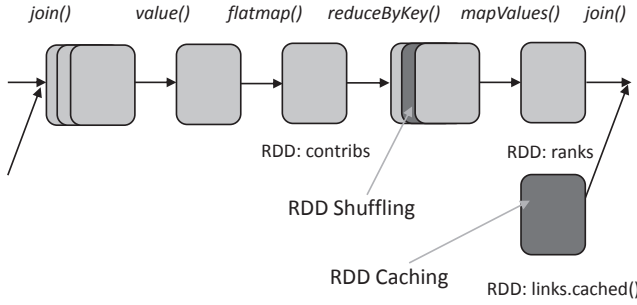 join() value() flatmap() reduceByKey() mapValues() join()
RDD: contribs RDD: ranks
RDD Shuffling
RDD Caching
RDD: links.cached()